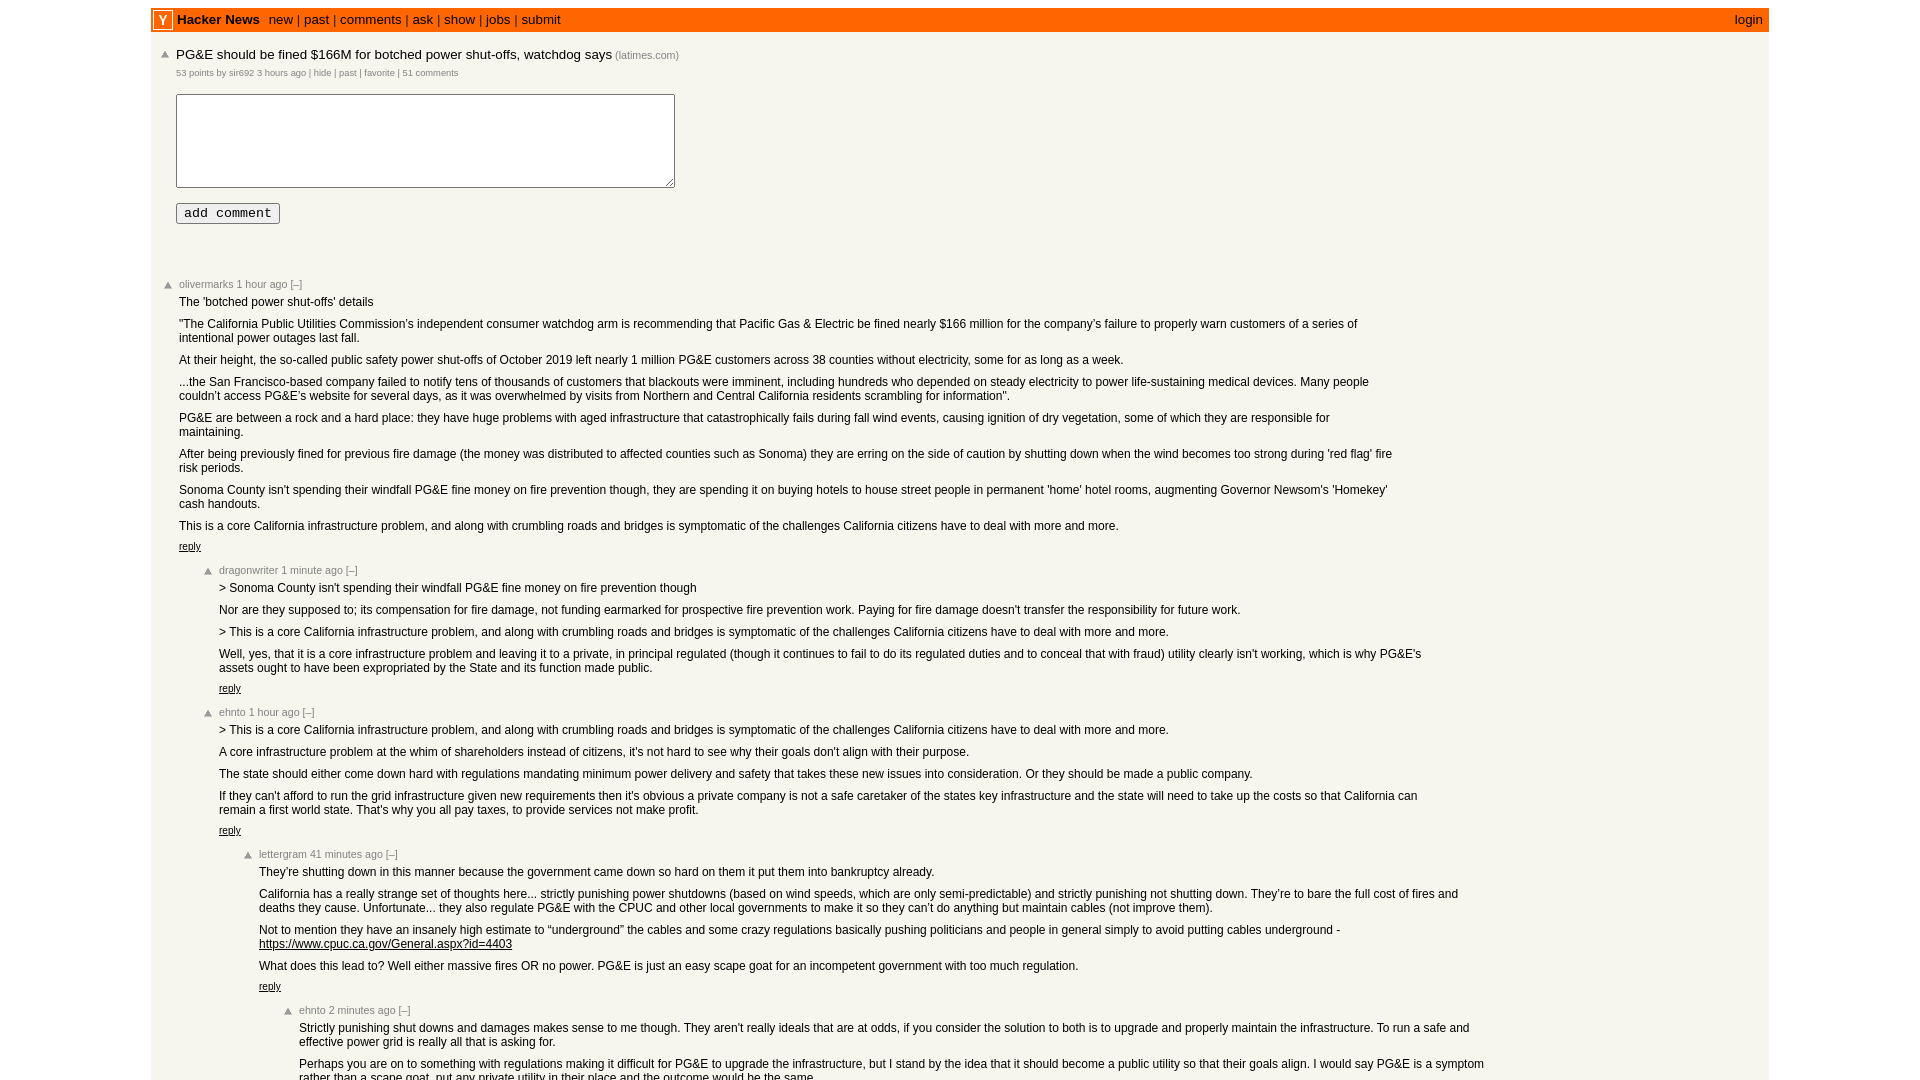 Y Hacker News new | past | comments | ask | show | jobs | submit login
PG&E should be fined $166M for botched power shut-offs, watchdog says (latimes.com)
53 points by sir692 3 hours ago | hide | past | favorite | 51 comments
add comment
olivermarks 1 hour ago [–]
The 'botched power shut-offs' details
"The California Public Utilities Commission's independent consumer watchdog arm is recommending that Pacific Gas & Electric be fined nearly $166 million for the company's failure to properly warn customers of a series of
intentional power outages last fall.
At their height, the so-called public safety power shut-offs of October 2019 left nearly 1 million PG&E customers across 38 counties without electricity, some for as long as a week.
...the San Francisco-based company failed to notify tens of thousands of customers that blackouts were imminent, including hundreds who depended on steady electricity to power life-sustaining medical devices. Many people
couldn't access PG&E's website for several days, as it was overwhelmed by visits from Northern and Central California residents scrambling for information".
PG&E are between a rock and a hard place: they have huge problems with aged infrastructure that catastrophically fails during fall wind events, causing ignition of dry vegetation, some of which they are responsible for
maintaining.
After being previously fined for previous fire damage (the money was distributed to affected counties such as Sonoma) they are erring on the side of caution by shutting down when the wind becomes too strong during 'red flag' fire
risk periods.
Sonoma County isn't spending their windfall PG&E fine money on fire prevention though, they are spending it on buying hotels to house street people in permanent 'home' hotel rooms, augmenting Governor Newsom's 'Homekey'
cash handouts.
This is a core California infrastructure problem, and along with crumbling roads and bridges is symptomatic of the challenges California citizens have to deal with more and more.
reply
dragonwriter 1 minute ago [–]
> Sonoma County isn't spending their windfall PG&E fine money on fire prevention though
Nor are they supposed to; its compensation for fire damage, not funding earmarked for prospective fire prevention work. Paying for fire damage doesn't transfer the responsibility for future work.
> This is a core California infrastructure problem, and along with crumbling roads and bridges is symptomatic of the challenges California citizens have to deal with more and more.
Well, yes, that it is a core infrastructure problem and leaving it to a private, in principal regulated (though it continues to fail to do its regulated duties and to conceal that with fraud) utility clearly isn't working, which is why PG&E's
assets ought to have been expropriated by the State and its function made public.
reply
ehnto 1 hour ago [–]
> This is a core California infrastructure problem, and along with crumbling roads and bridges is symptomatic of the challenges California citizens have to deal with more and more.
A core infrastructure problem at the whim of shareholders instead of citizens, it's not hard to see why their goals don't align with their purpose.
The state should either come down hard with regulations mandating minimum power delivery and safety that takes these new issues into consideration. Or they should be made a public company.
If they can't afford to run the grid infrastructure given new requirements then it's obvious a private company is not a safe caretaker of the states key infrastructure and the state will need to take up the costs so that California can
remain a first world state. That's why you all pay taxes, to provide services not make profit.
reply
lettergram 41 minutes ago [–]
They're shutting down in this manner because the government came down so hard on them it put them into bankruptcy already.
California has a really strange set of thoughts here... strictly punishing power shutdowns (based on wind speeds, which are only semi-predictable) and strictly punishing not shutting down. They're to bare the full cost of fires and
deaths they cause. Unfortunate... they also regulate PG&E with the CPUC and other local governments to make it so they can't do anything but maintain cables (not improve them).
Not to mention they have an insanely high estimate to “underground” the cables and some crazy regulations basically pushing politicians and people in general simply to avoid putting cables underground -
https://www.cpuc.ca.gov/General.aspx?id=4403
What does this lead to? Well either massive fires OR no power. PG&E is just an easy scape goat for an incompetent government with too much regulation.
reply
ehnto 2 minutes ago [–]
Strictly punishing shut downs and damages makes sense to me though. They aren't really ideals that are at odds, if you consider the solution to both is to upgrade and properly maintain the infrastructure. To run a safe and
effective power grid is really all that is asking for.
Perhaps you are on to something with regulations making it difficult for PG&E to upgrade the infrastructure, but I stand by the idea that it should become a public utility so that their goals align. I would say PG&E is a symptom
rather than a scape goat, put any private utility in their place and the outcome would be the same.